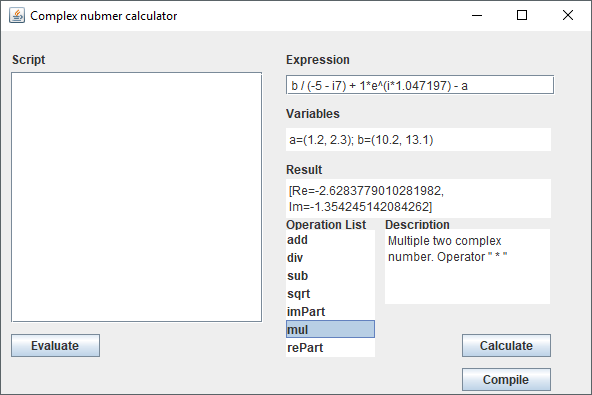 Complex nubmer calculator
Script
Expression
b / (-5 - i7) + 1*e^(i*1.047197) - a
Variables
a=(1.2, 2.3); b=(10.2, 13.1)
Result
[Re=-2.6283779010281982,
Im=-1.354245142084262]
Operation List
Description
add
div
sub
sqrt
imPart
mul
rePart
Multiple two complex
number. Operator " * "
Evaluate
Calculate
Compile